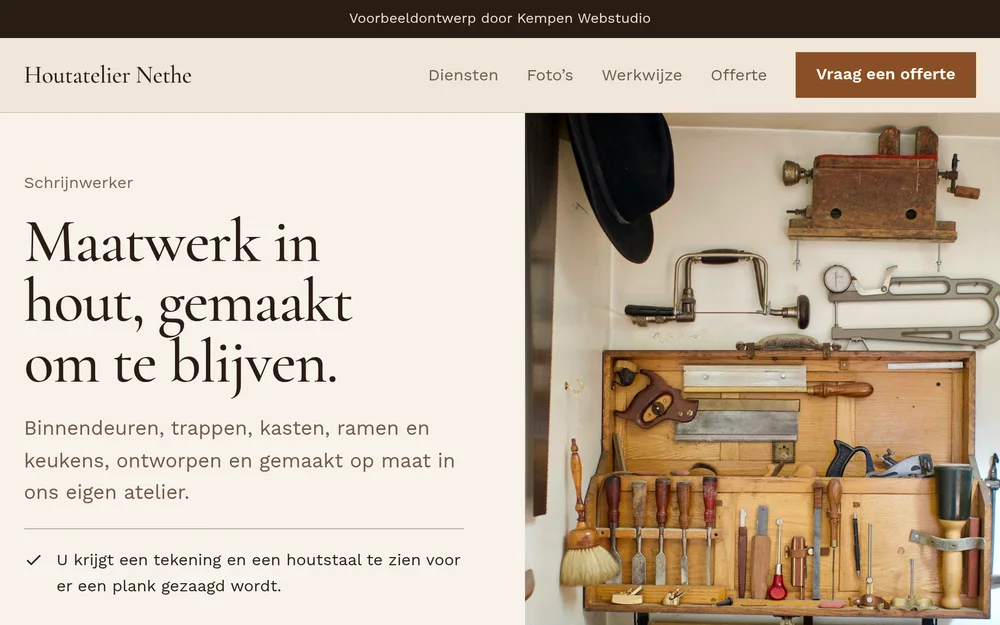 Voorbeeldontwerp door Kempen Webstudio
Houtatelier Nethe
Diensten
Foto’s
Werkwijze
Offerte
Vraag een offerte
Schrijnwerker
Maatwerk in
hout, gemaakt
om te blijven.
Binnendeuren, trappen, kasten, ramen en
keukens, ontworpen en gemaakt op maat in
ons eigen atelier.
U krijgt een tekening en een houtstaal te zien voor
er een plank gezaagd wordt.